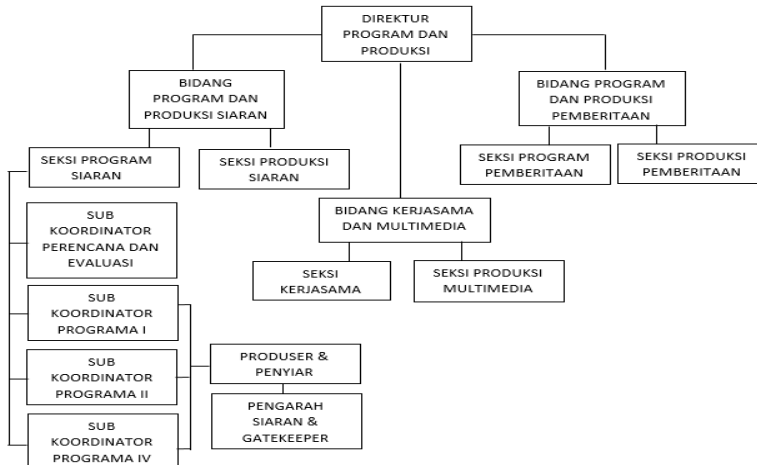 DIREKTUR
PROGRAM DAN
PRODUKSI
BIDANG
PROGRAM DAN
PRODUKSI SIARAN
BIDANG PROGRAM
DAN PRODUKSI
PEMBERITAAN
SEKSI PROGRAM
SIARAN
SEKSI PRODUKSI
SIARAN
SEKSI PROGRAM
PEMBERITAAN
SEKSI PRODUKSI
PEMBERITAAN
BIDANG KERJASAMA
DAN MULTIMEDIA
SEKSI
KERJASAMA
SEKSI PRODUKSI
MULTIMEDIA
SUB
KOORDINATOR
PERENCANA DAN
EVALUASI
SUB
KOORDINATOR
PROGRAMA I
SUB
KOORDINATOR
PROGRAMA II
SUB
KOORDINATOR
PROGRAMA IV
PRODUSER &
PENYIAR
PENGARAH
SIARAN &
GATEKEEPER